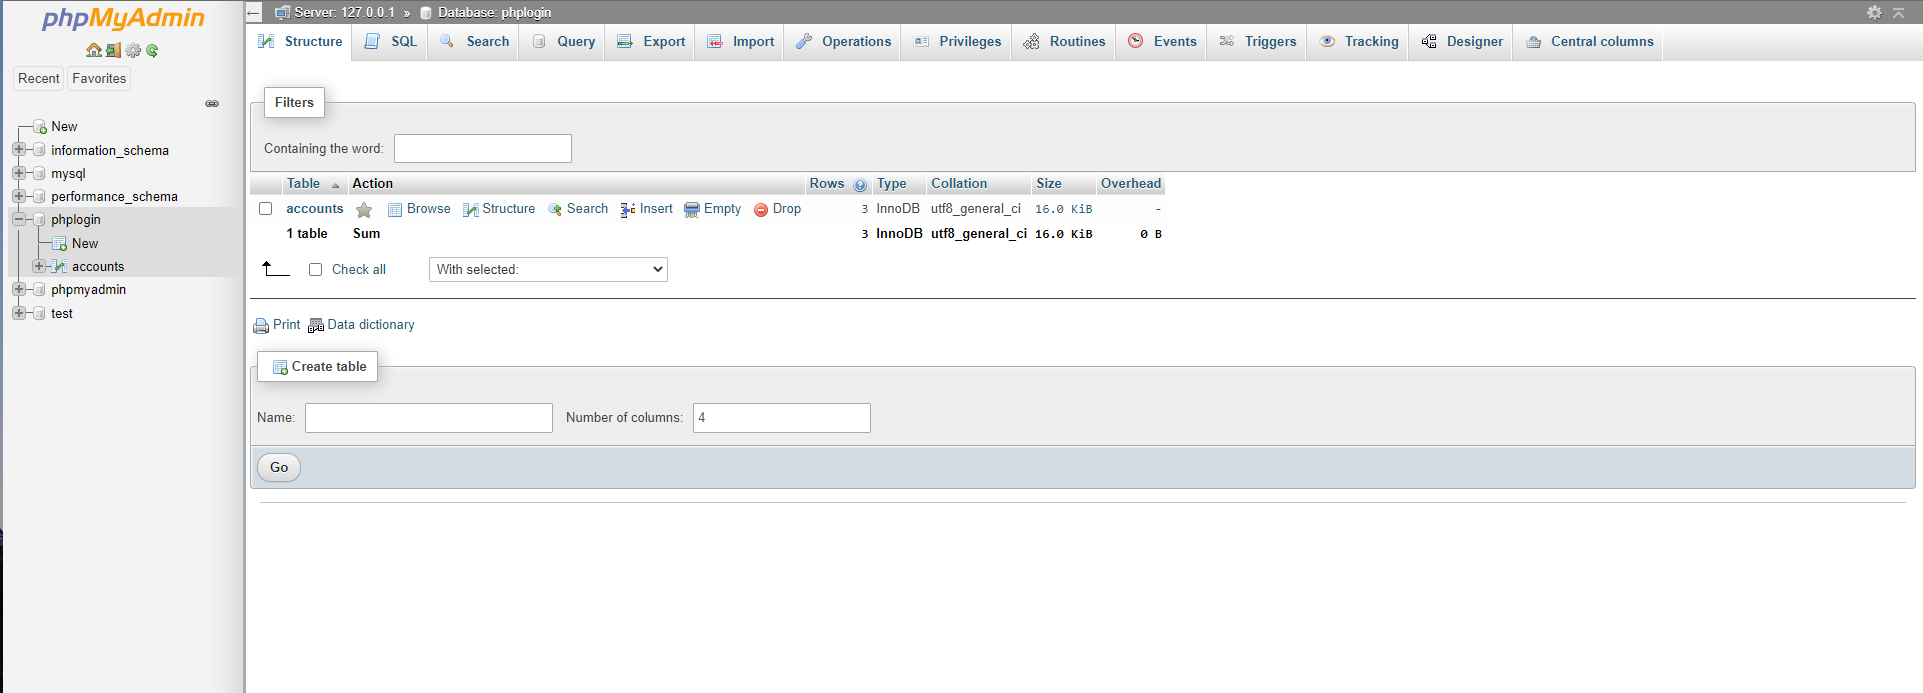 phpMyAdmin
Recent Favorites
New
information_schema
mysql
performance_schema
phplogin
New
accounts
phpmyadmin
test
Server: 127.0.0.1 » Database: phplogin
Structure SQL Search Query Export Import Operations Privileges Routines Events Triggers Tracking Designer Central columns
Filters
Containing the word:
Table Action Rows Type Collation Size Overhead
accounts Browse Structure Search Insert Empty Drop 3 InnoDB utf8_general_ci 16.0 KiB -
1 table Sum 3 InnoDB utf8_general_ci 16.0 KiB 0 B
Check all With selected:
Print Data dictionary
Create table
Name: Number of columns: 4
Go